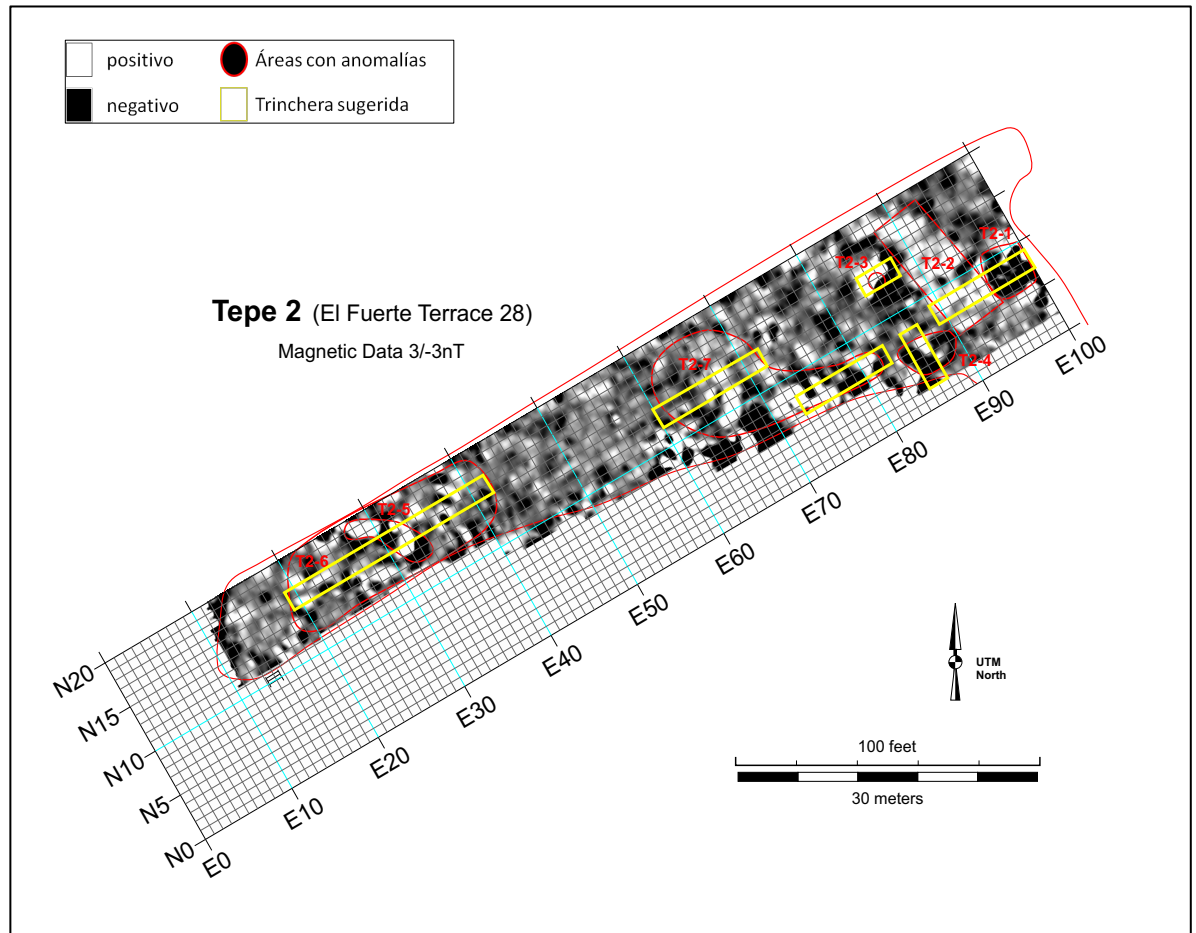 positivo
Áreas con anomalías
negativo
Trinchera sugerida
Tepe 2 (El Fuerte Terrace 28)
Magnetic Data 3/-3nT
T2-1
T2-2
T2-3
T2-4
T2-7
T2-5
T2-6
N20
N15
N10
N5
N0
E0
E10
E20
E30
E40
E50
E60
E70
E80
E90
E100
UTM
North
100 feet
30 meters